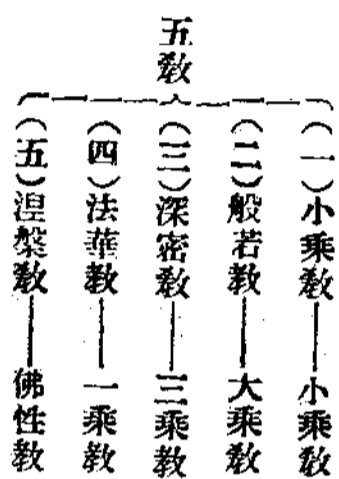 五教
(一)小乘教——小乘教
(二)般若教——大乘教
(三)深密教——三乘教
(四)法華教——一乘教
(五)涅槃教——佛性教